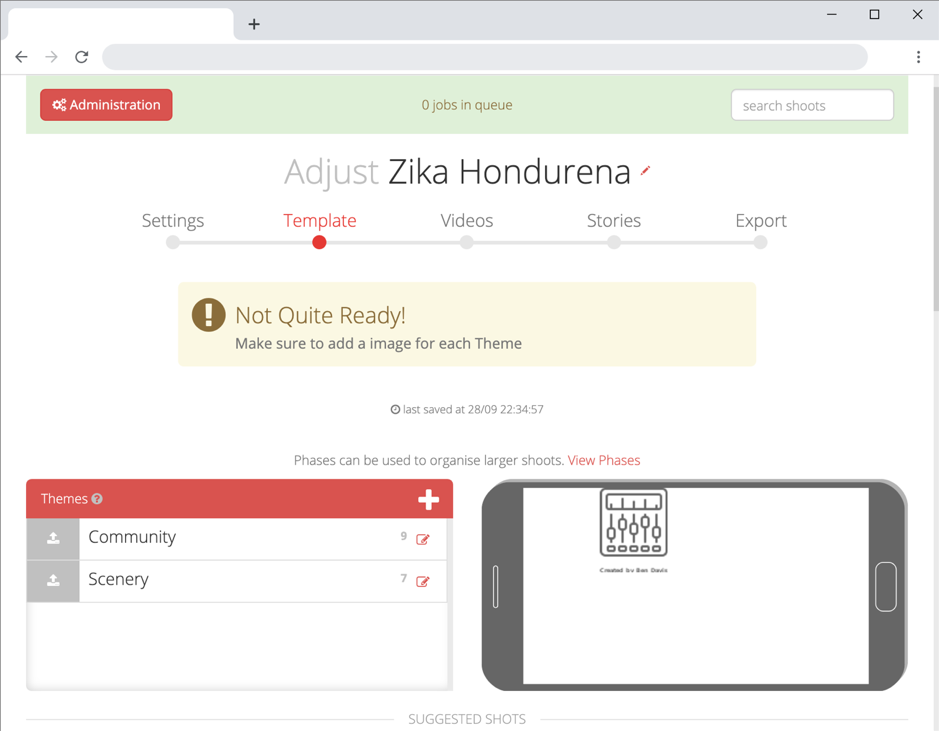 Administration
0 jobs in queue
search shoots
Adjust Zika Hondurena
Settings
Template
Videos
Stories
Export
Not Quite Ready!
Make sure to add a image for each Theme
last saved at 28/09 22:34:57
Phases can be used to organise larger shoots. View Phases
Themes
Community 9
Scenery 7
Created by Ben Davis
SUGGESTED SHOTS